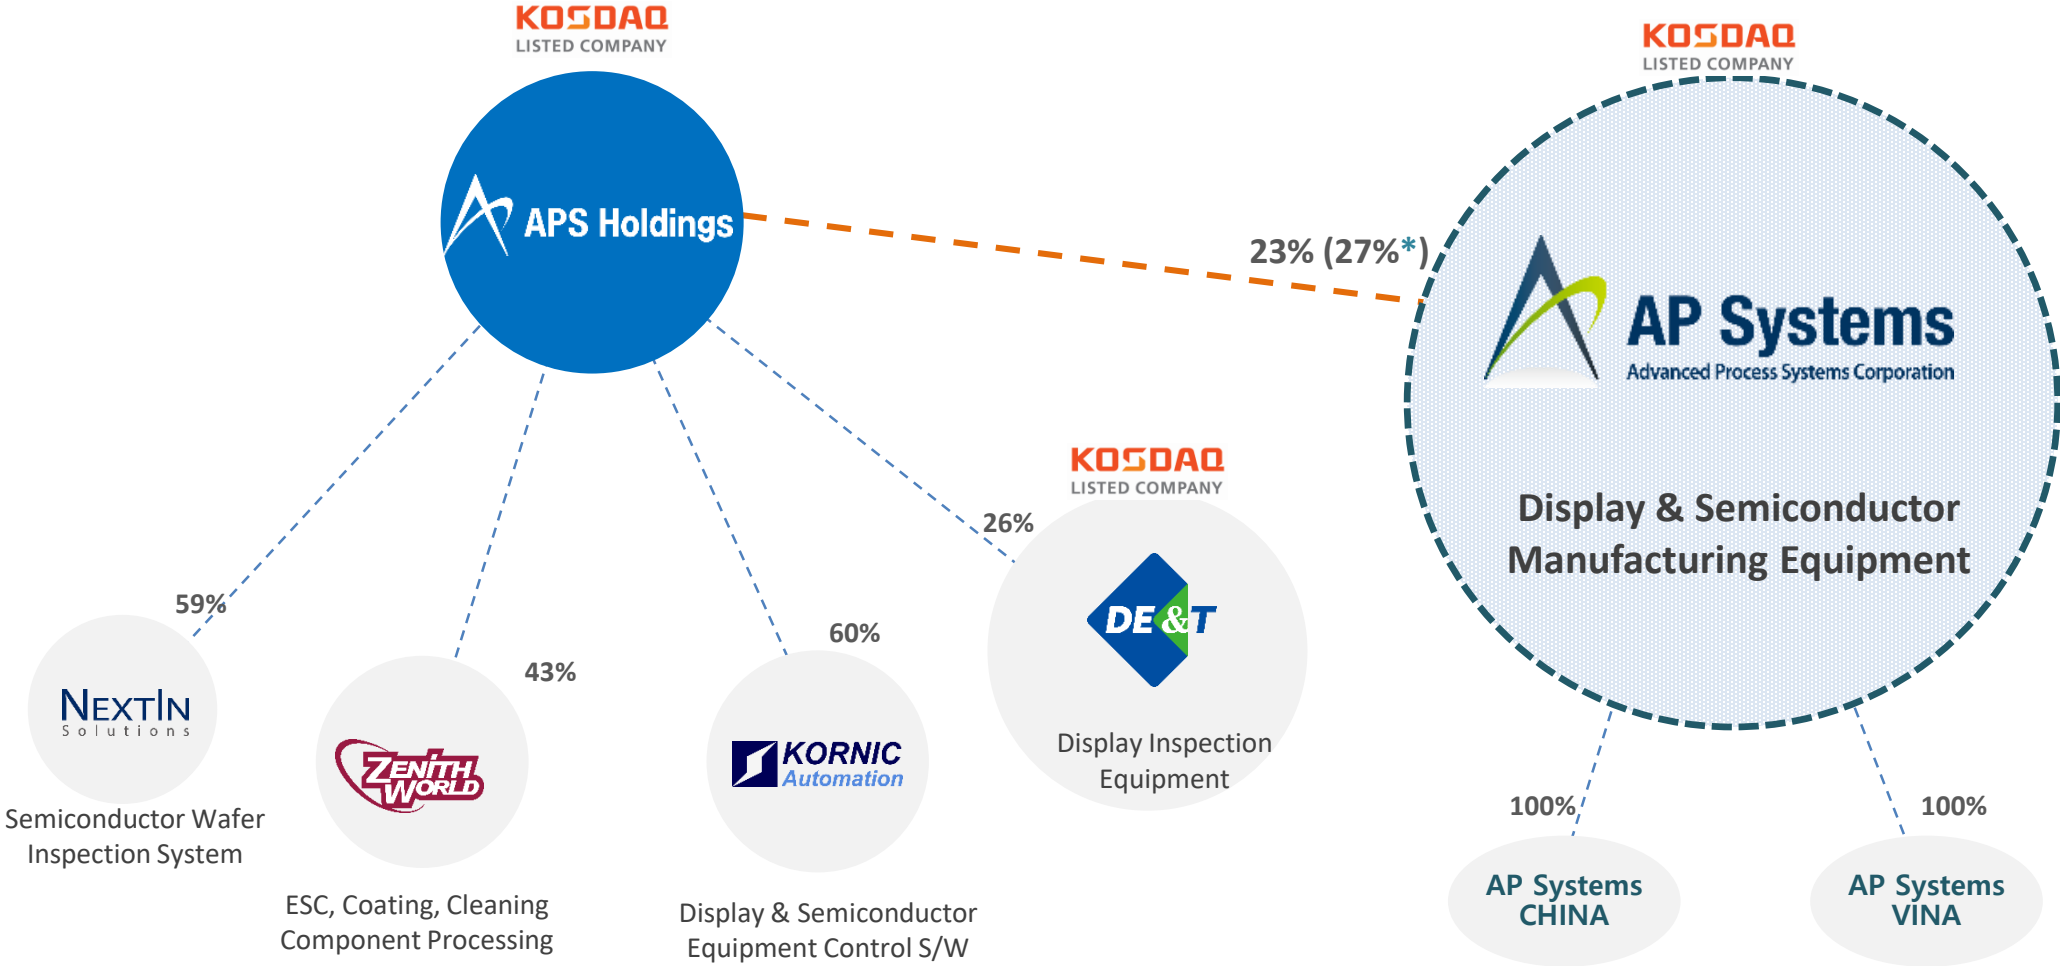 KOSDAQ
LISTED COMPANY
APS Holdings
KOSDAQ
LISTED COMPANY
23% (27%*)
AP Systems
Advanced Process Systems Corporation
Display & Semiconductor
Manufacturing Equipment
KOSDAQ
LISTED COMPANY
26%
DE&T
Display Inspection
Equipment
59%
NEXTIN
Solutions
Semiconductor Wafer
Inspection System
43%
ZENITH
WORLD
ESC, Coating, Cleaning
Component Processing
60%
KORNIC
Automation
Display & Semiconductor
Equipment Control S/W
100%
AP Systems
CHINA
100%
AP Systems
VINA